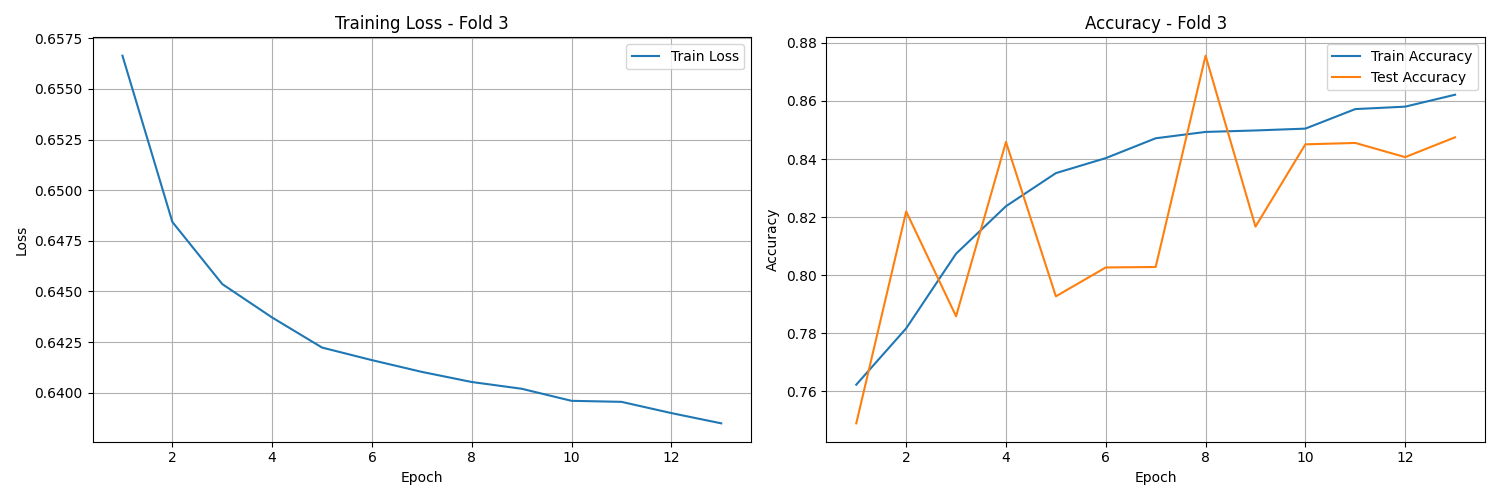 Training Loss - Fold 3
0.6575
0.6550
0.6525
0.6500
0.6475
0.6450
0.6425
0.6400
Loss
2 4 6 8 10 12
Epoch
Train Loss
Accuracy - Fold 3
0.88
0.86
0.84
0.82
0.80
0.78
0.76
Accuracy
2 4 6 8 10 12
Epoch
Train Accuracy
Test Accuracy